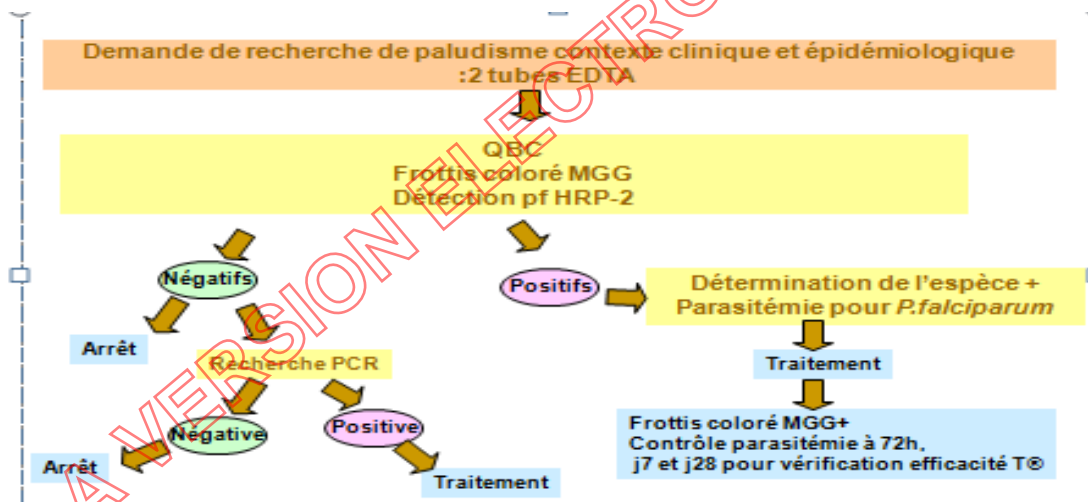 Demande de recherche de paludisme contexte clinique et épidémiologique
:2 tubes EDTA
QBC
Frottis coloré MGG
Détection pf HRP-2
Négatifs
Positifs
Détermination de l'espèce +
Parasitémie pour P.falciparum
Arrêt
Recherche PCR
Traitement
Négative
Positive
Frottis coloré MGG+
Contrôle parasitémie à 72h,
j7 et j28 pour vérification efficacité T®
Arrêt
Traitement
A VERSION ELECTRO